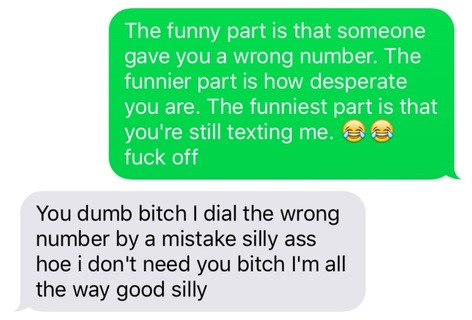 The funny part is that someone
gave you a wrong number. The
funnier part is how desperate
you are. The funniest part is that
you're still texting me. 😂😂
fuck off
You dumb bitch I dial the wrong
number by a mistake silly ass
hoe i don't need you bitch I'm all
the way good silly